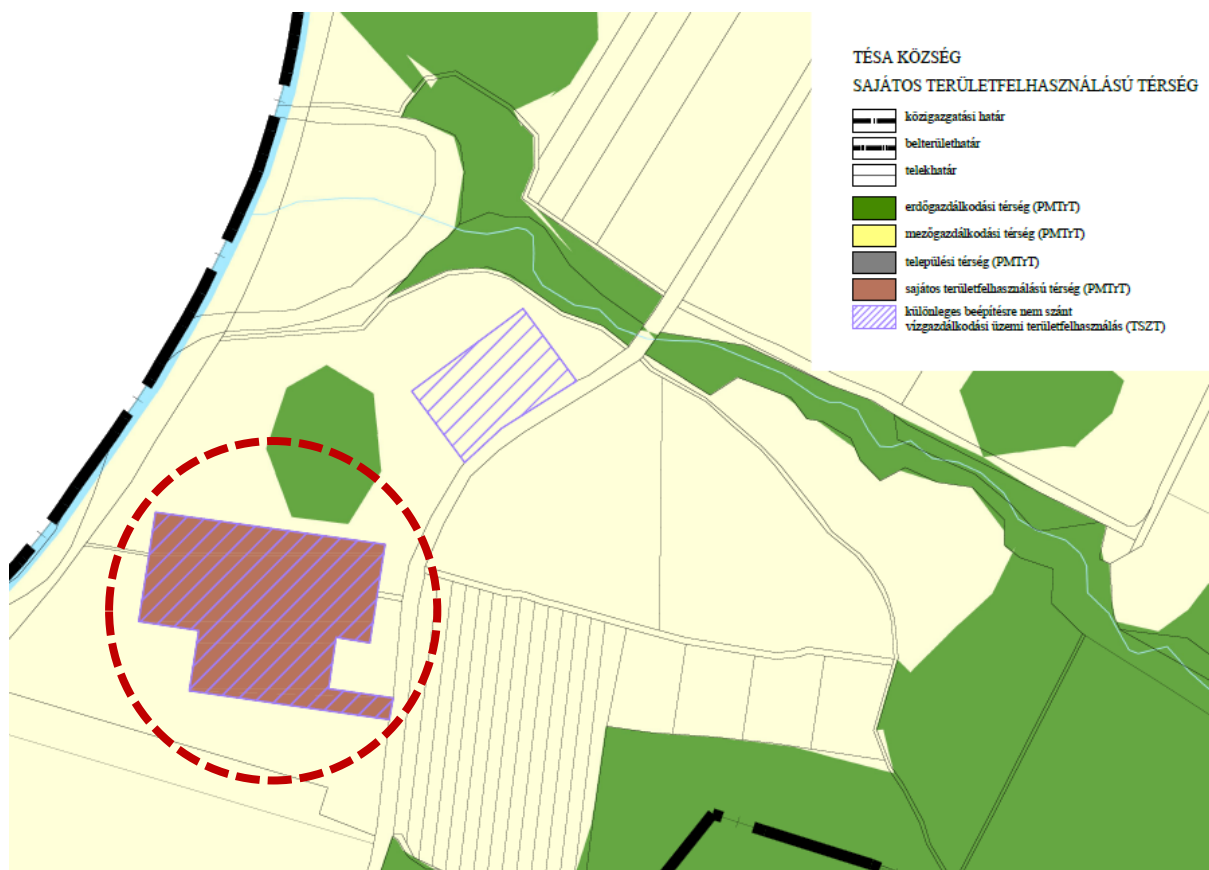 TÉSA KÖZSÉG
SAJÁTOS TERÜLETFELHASZNÁLÁSÚ TÉRSÉG
közigazgatási határ
belterülethatár
telekhatár
erdőgazdálkodási térség (PMTrT)
mezőgazdálkodási térség (PMTrT)
települési térség (PMTrT)
sajátos területfelhasználású térség (PMTrT)
különleges beépítésre nem szánt
vízgazdálkodási üzemi területfelhasználás (TSZT)